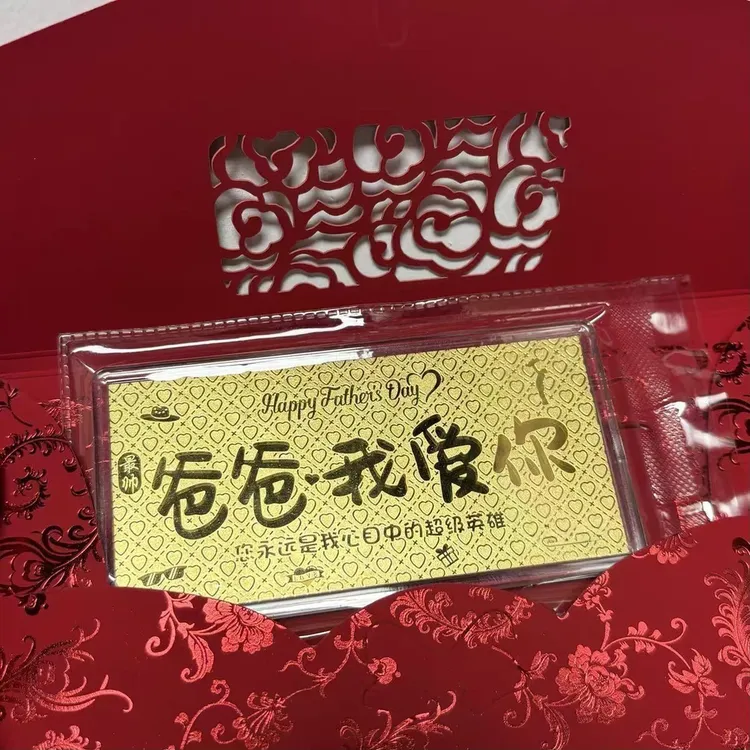 Happy Father's Day
最帅
爸爸·我爱你
您永远是我心目中的超级英雄